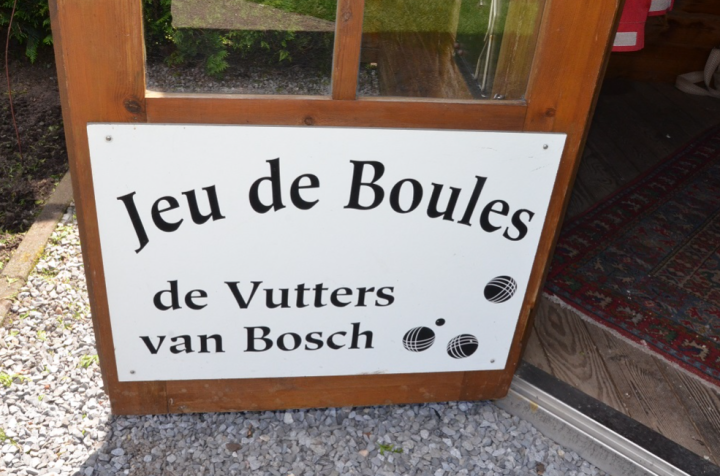 Jeu de Boules
de Vutters
van Bosch